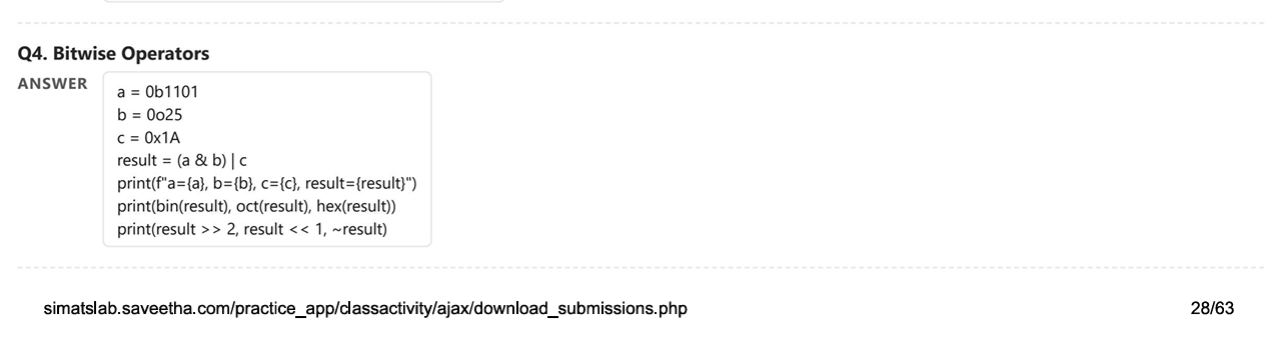 Q4. Bitwise Operators
ANSWER
a = 0b1101
b = 0o25
c = 0x1A
result = (a & b) | c
print(f"a={a}, b={b}, c={c}, result={result}")
print(bin(result), oct(result), hex(result))
print(result >> 2, result << 1, ~result)
simatslab.saveetha.com/practice_app/classactivity/ajax/download_submissions.php
28/63